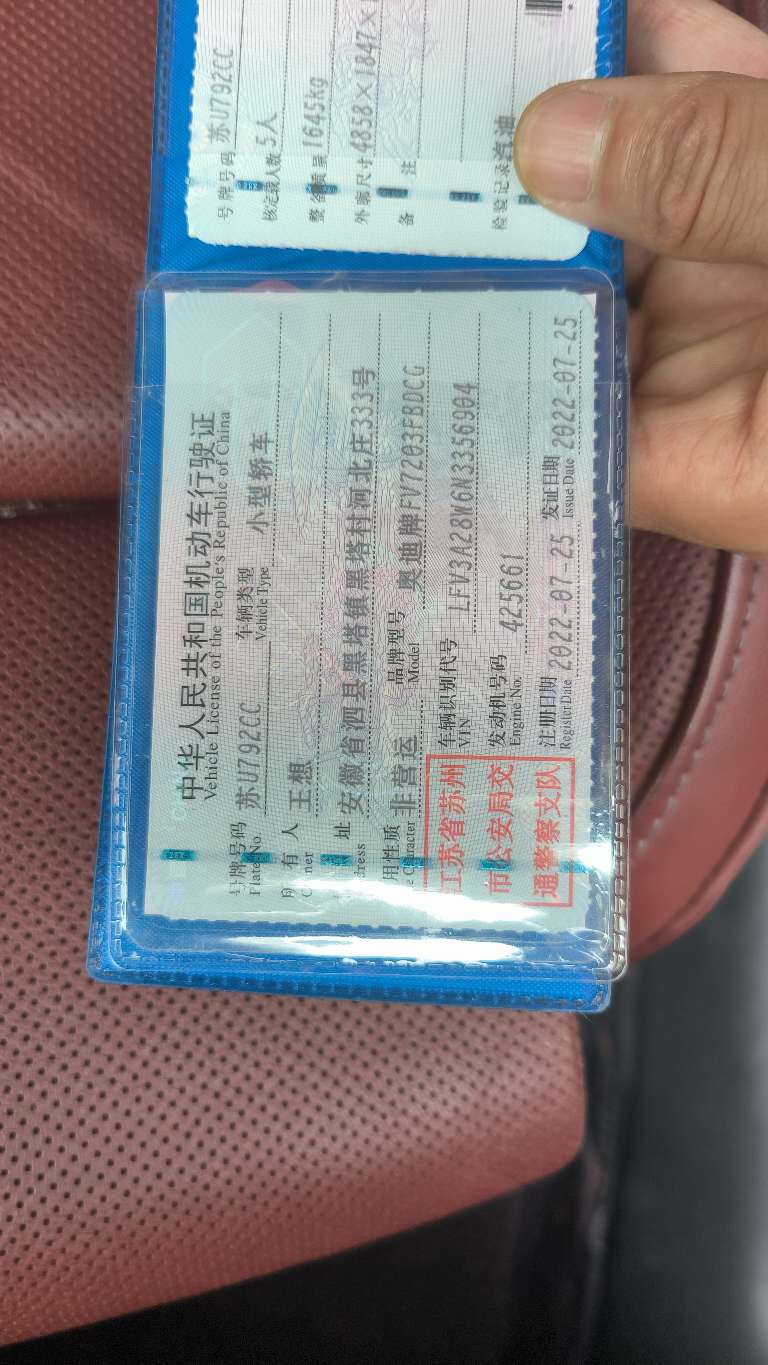 号牌号码 苏U792CC
核定载人数 5人
整备质量 1645kg
外廓尺寸 4858×1847×1
备 注
检验记录 汽油
中华人民共和国机动车行驶证
Vehicle License of the People's Republic of China
号牌号码 苏U792CC 车辆类型 小型轿车
Plate No. Vehicle Type
所有人 王想
Owner
住址 安徽省泗县黑塔镇黑塔村河北庄333号
Address
使用性质 非营运 品牌型号 奥迪牌FV7203FBDCG
Use Character Model
江苏省苏州
市公安局交
通警察支队
车辆识别代号 LFV3A28W6N3356904
VIN
发动机号码 425661
Engine No.
注册日期 2022-07-25 发证日期 2022-07-25
Register Date Issue Date